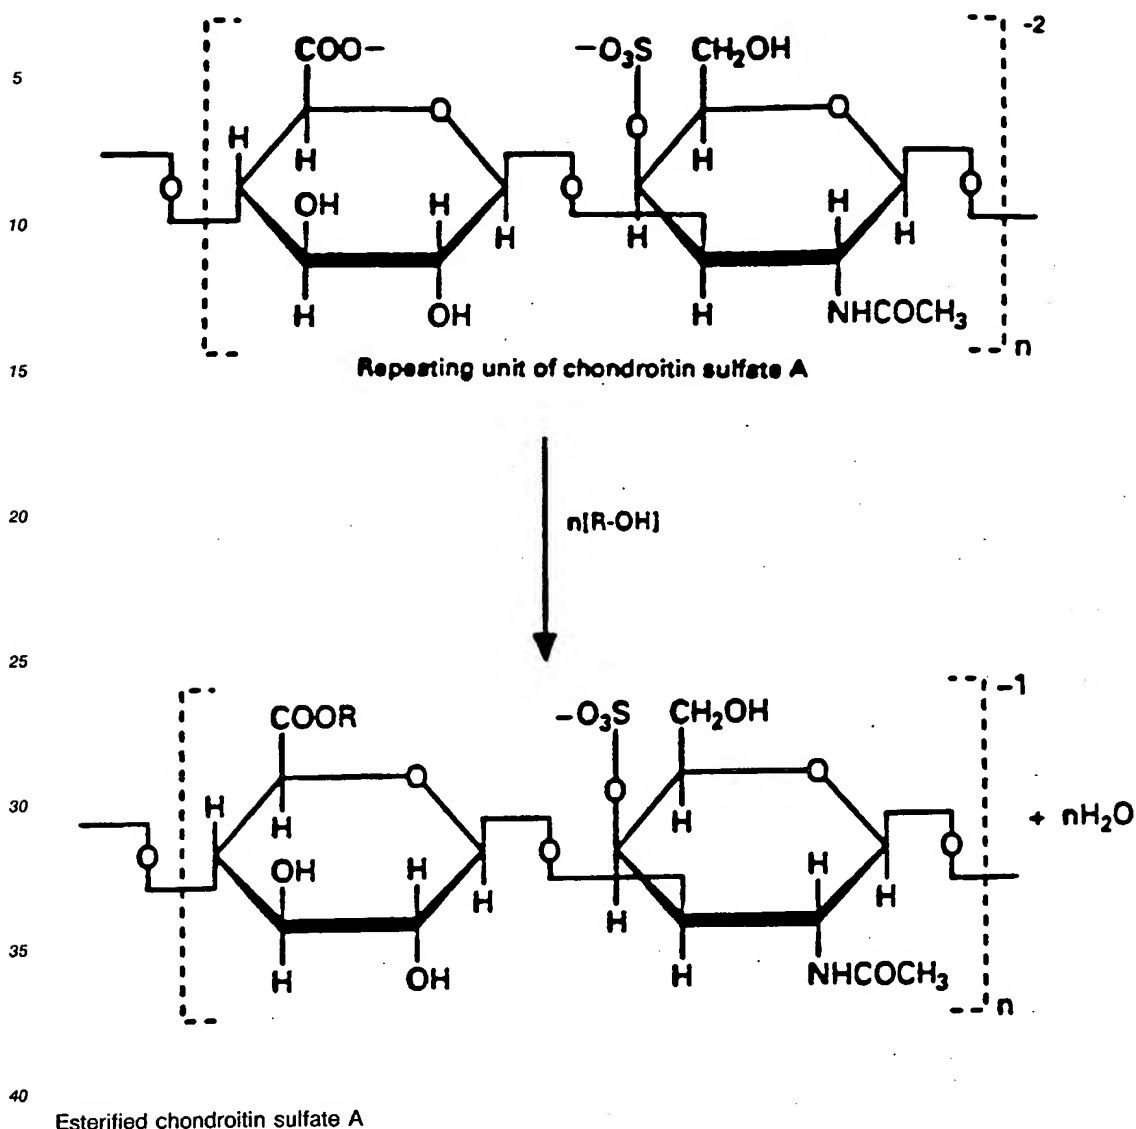 -2
5
COO− −O₃S CH₂OH
O O O
H H H
O OH H O H O
10
H H H
H OH H NHCOCH₃
n
15
Repeating unit of chondroitin sulfate A
20
n[R-OH]
25
-1
COOR −O₃S CH₂OH
O O O
30
H H H + nH₂O
O OH H O H O
H H H
35
H OH H NHCOCH₃
n
40
Esterified chondroitin sulfate A